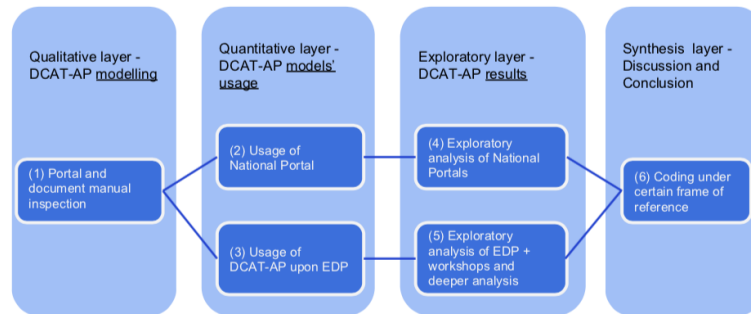 Qualitative layer -
DCAT-AP modelling
(1) Portal and
document manual
inspection
Quantitative layer -
DCAT-AP models'
usage
(2) Usage of
National Portal
(3) Usage of
DCAT-AP upon EDP
Exploratory layer -
DCAT-AP results
(4) Exploratory
analysis of National
Portals
(5) Exploratory
analysis of EDP +
workshops and
deeper analysis
Synthesis layer -
Discussion and
Conclusion
(6) Coding under
certain frame of
reference